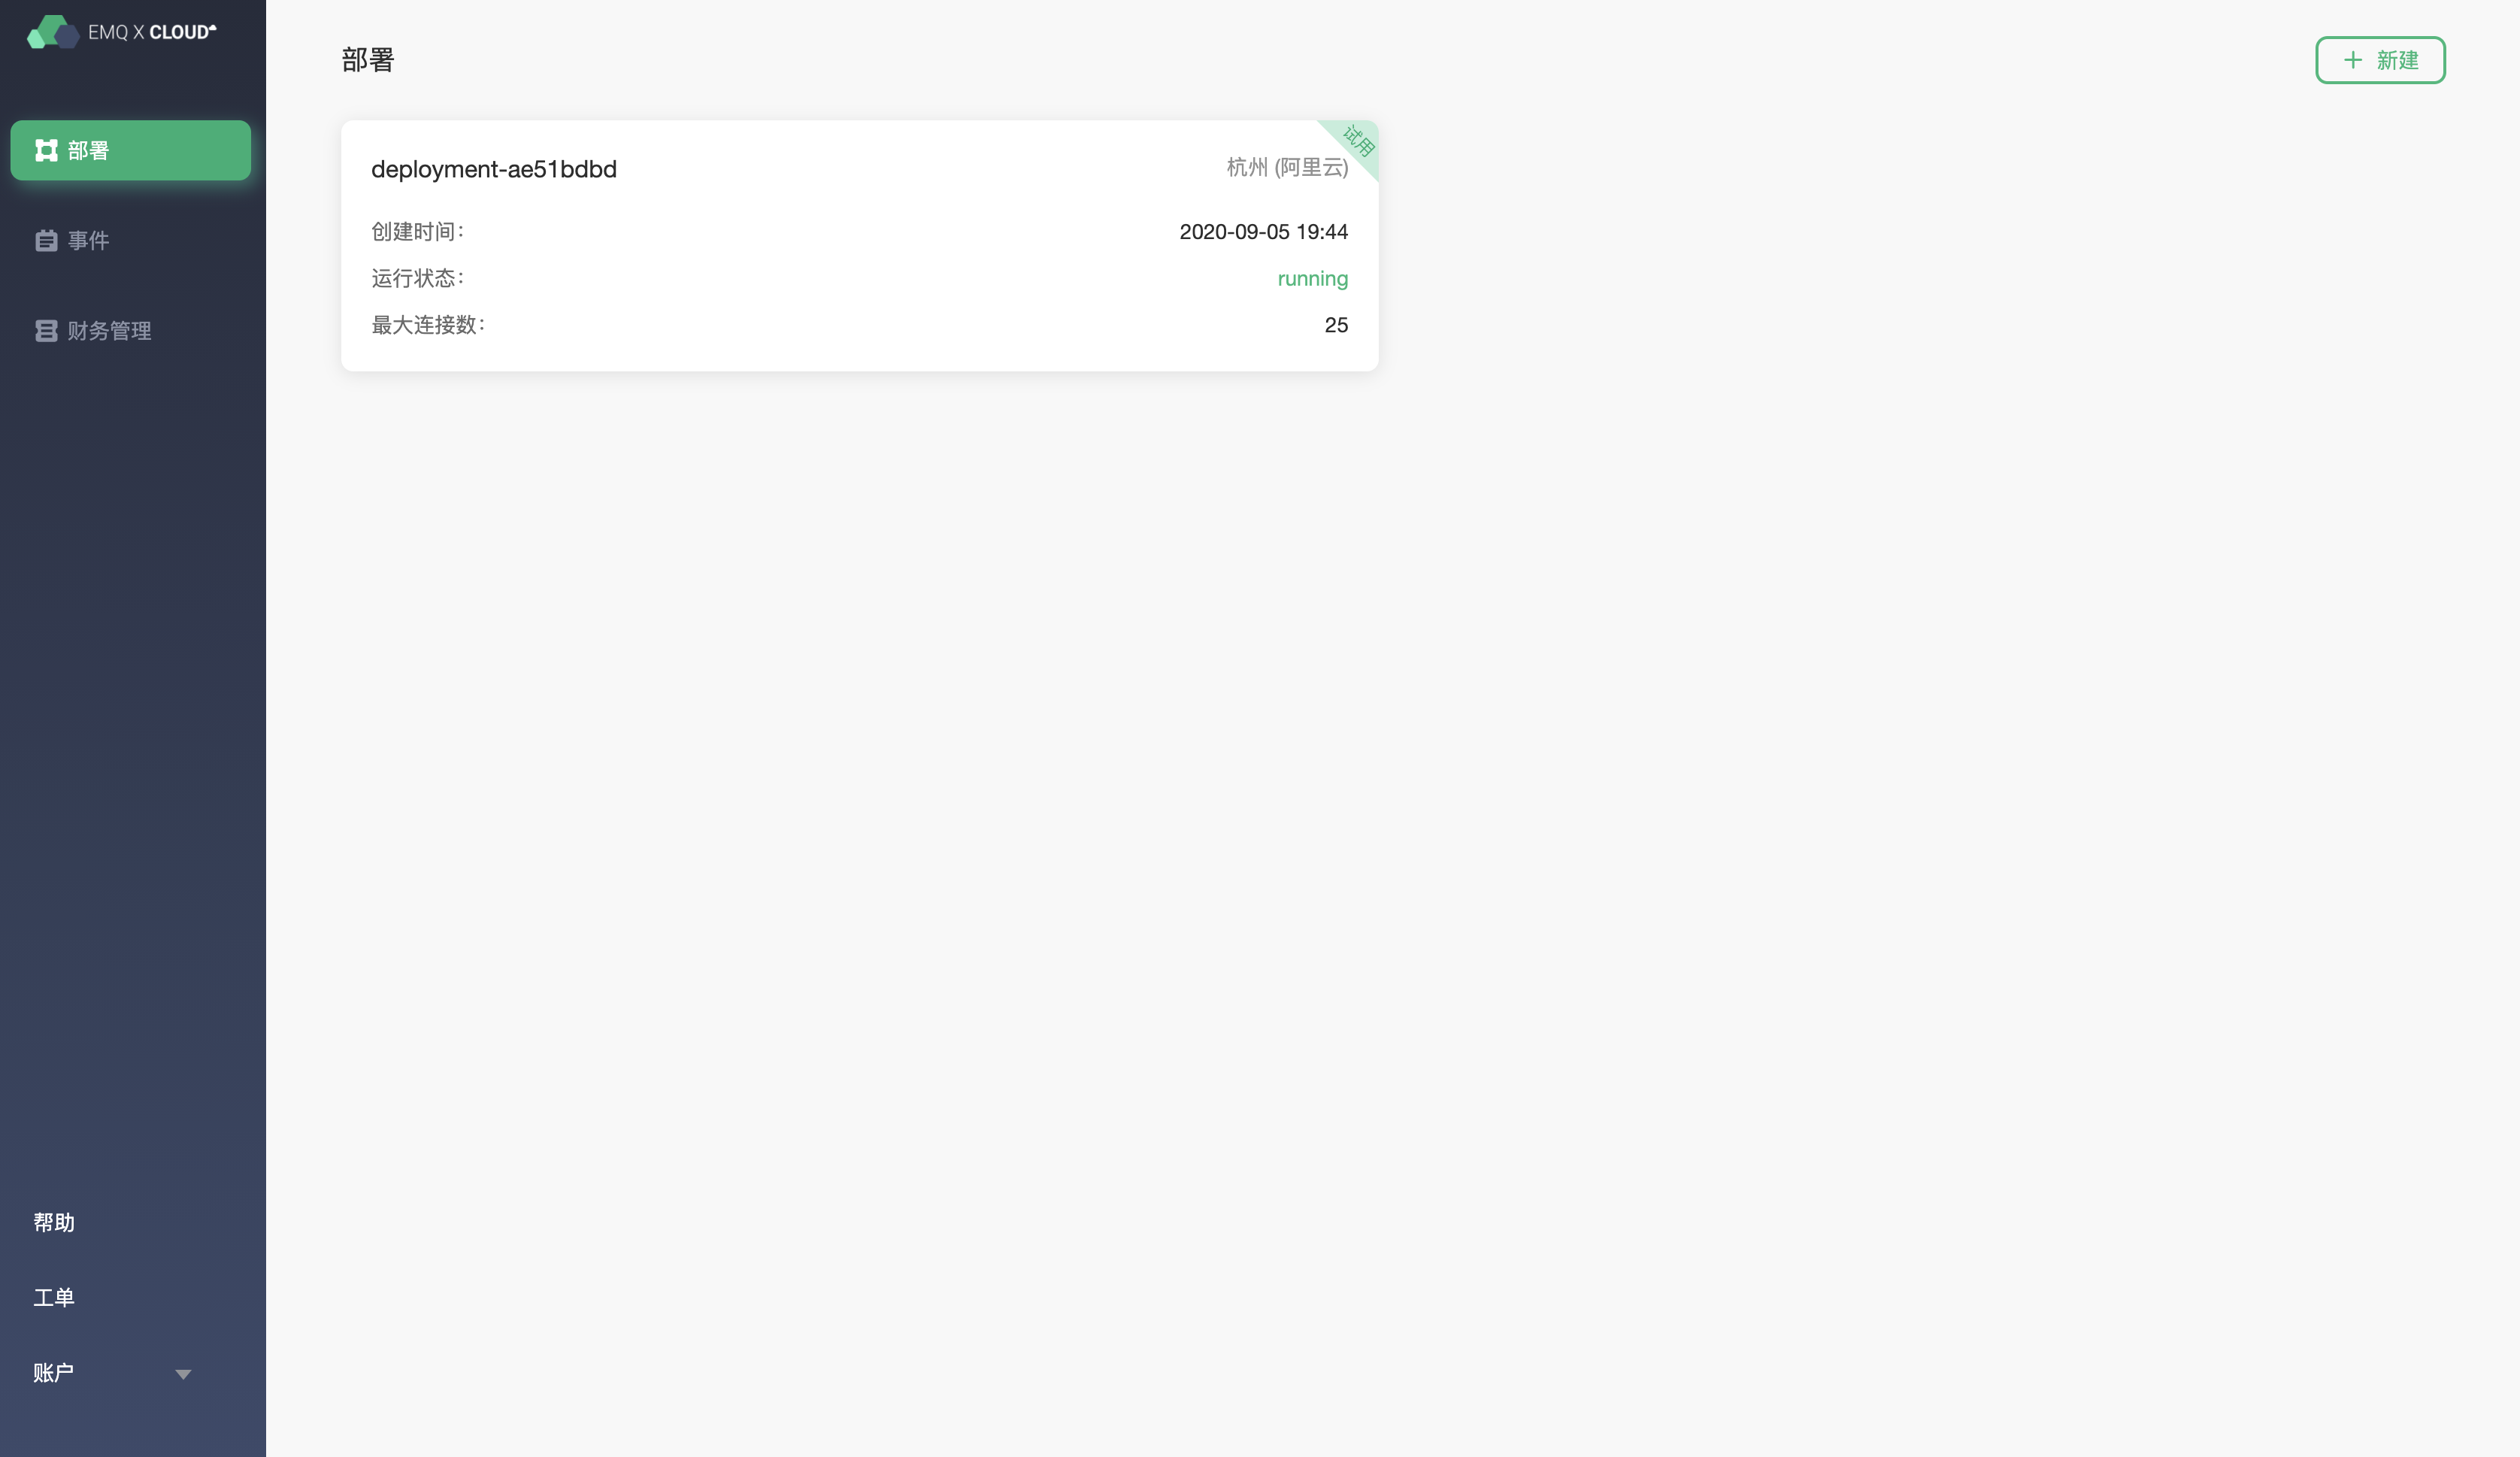 EMQ X CLOUD
部署
事件
财务管理
帮助
工单
账户
部署
+ 新建
试用
deployment-ae51bdbd
杭州 (阿里云)
创建时间：
2020-09-05 19:44
运行状态：
running
最大连接数：
25